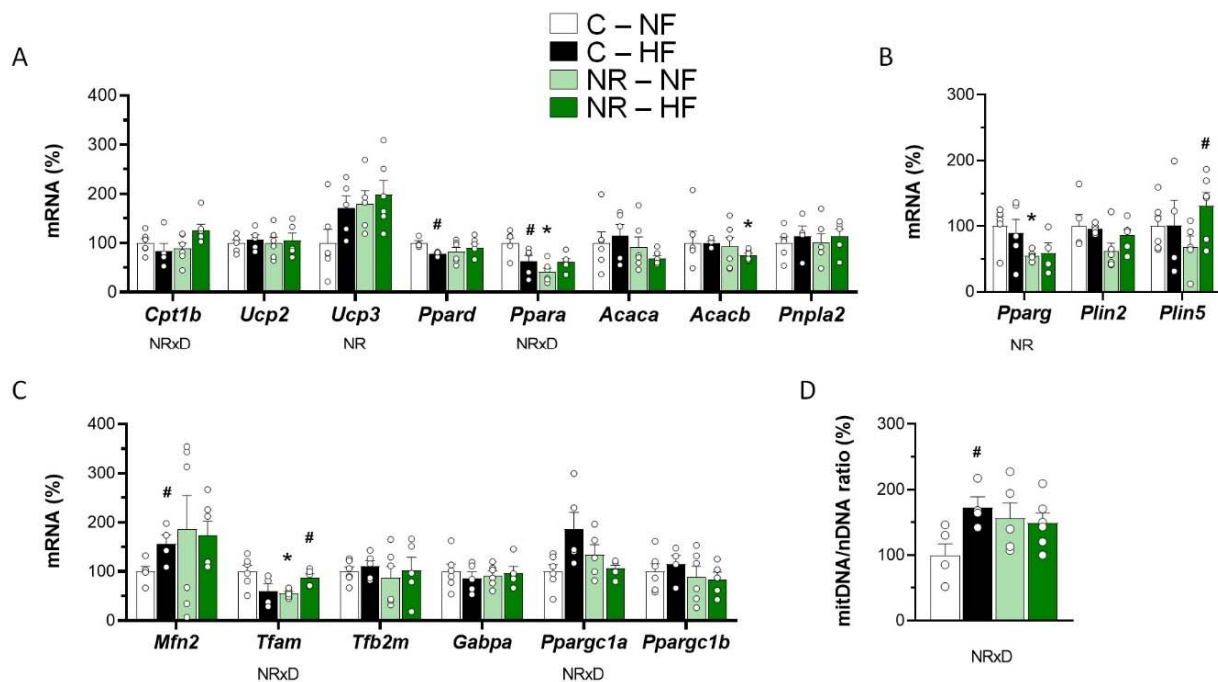 C – NF
C – HF
NR – NF
NR – HF
A
mRNA (%)
400
300
200
100
0
#
#
*
*
Cpt1b Ucp2 Ucp3 Ppard Ppara Acaca Acacb Pnpla2
NRxD NR NRxD
B
mRNA (%)
300
200
100
0
*
#
Pparg Plin2 Plin5
NR
C
mRNA (%)
400
300
200
100
0
#
*
#
Mfn2 Tfam Tfb2m Gabpa Ppargc1a Ppargc1b
NRxD NRxD
D
mitDNA/nDNA ratio (%)
300
200
100
0
#
NRxD